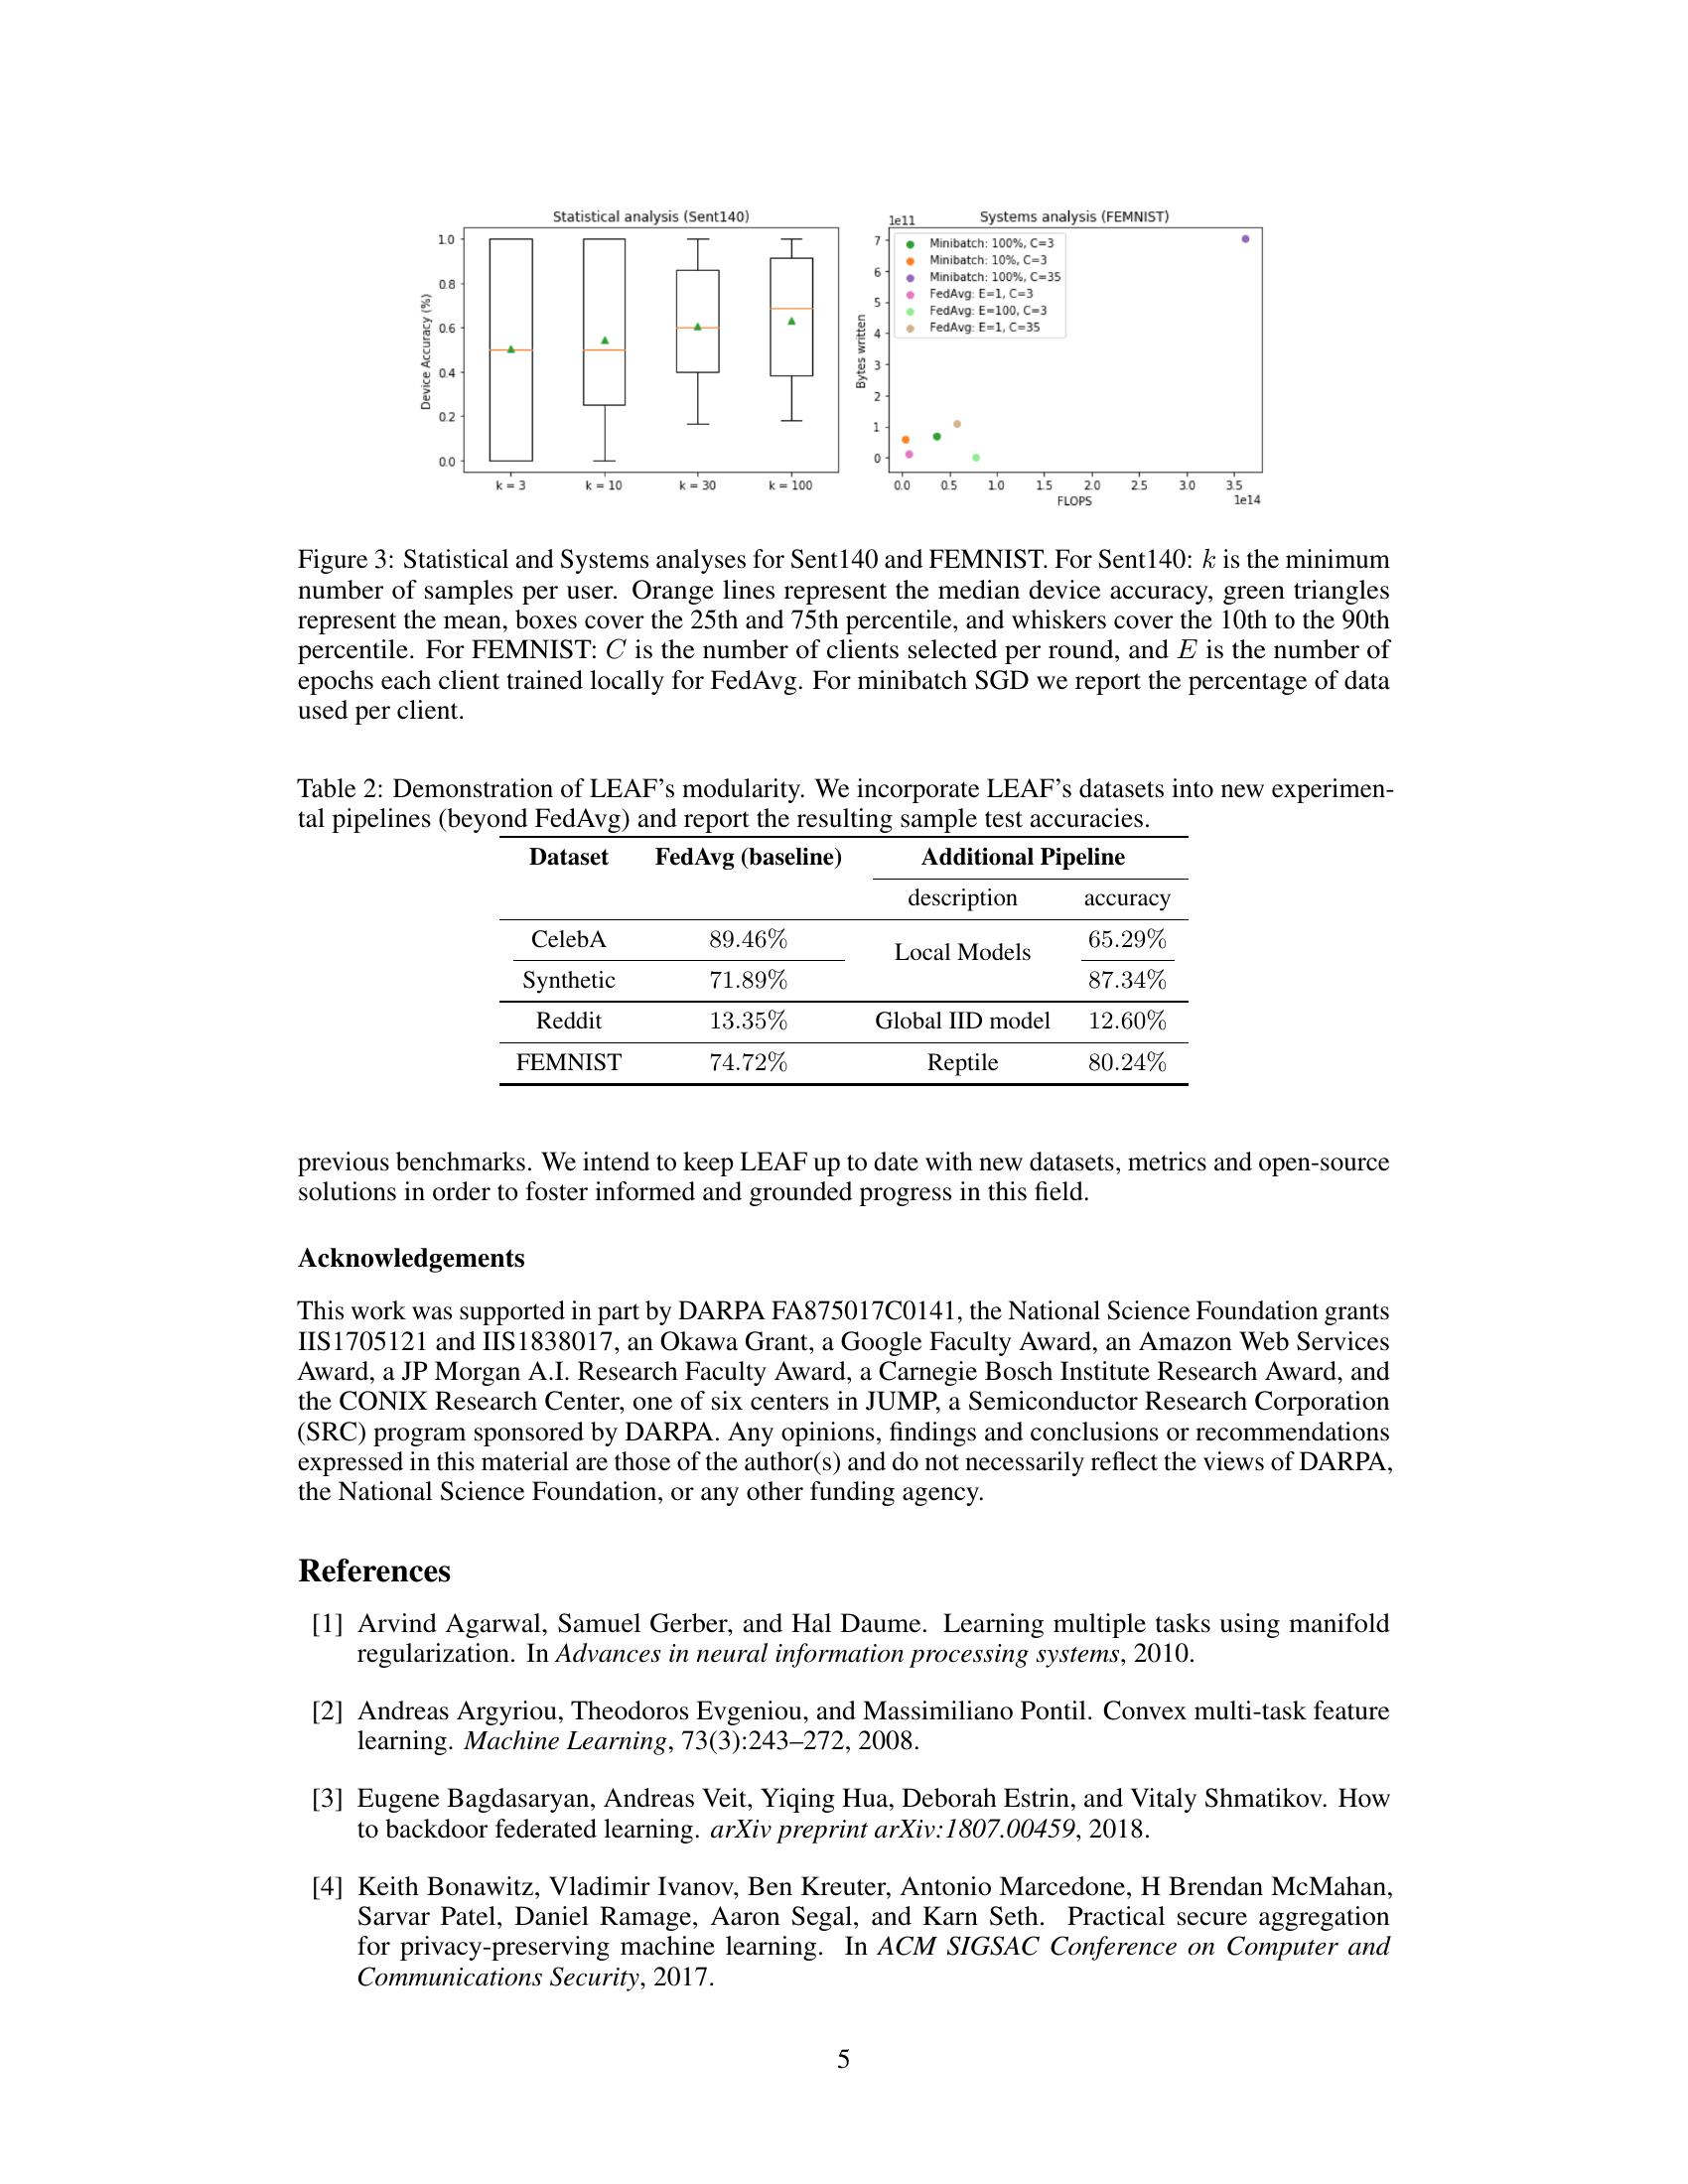 Statistical analysis (Sent140)
Device Accuracy (%)
1.0
0.8
0.6
0.4
0.2
0.0
k = 3
k = 10
k = 30
k = 100
Systems analysis (FEMNIST)
1e11
Bytes written
7
6
5
4
3
2
1
0
Minibatch: 100%, C=3
Minibatch: 10%, C=3
Minibatch: 100%, C=35
FedAvg: E=1, C=3
FedAvg: E=100, C=3
FedAvg: E=1, C=35
0.0 0.5 1.0 1.5 2.0 2.5 3.0 3.5
FLOPS
1e14
Figure 3: Statistical and Systems analyses for Sent140 and FEMNIST. For Sent140: k is the minimum
number of samples per user. Orange lines represent the median device accuracy, green triangles
represent the mean, boxes cover the 25th and 75th percentile, and whiskers cover the 10th to the 90th
percentile. For FEMNIST: C is the number of clients selected per round, and E is the number of
epochs each client trained locally for FedAvg. For minibatch SGD we report the percentage of data
used per client.
Table 2: Demonstration of LEAF's modularity. We incorporate LEAF's datasets into new experimen-
tal pipelines (beyond FedAvg) and report the resulting sample test accuracies.
Dataset FedAvg (baseline) Additional Pipeline
description accuracy
CelebA 89.46% Local Models 65.29%
Synthetic 71.89% 87.34%
Reddit 13.35% Global IID model 12.60%
FEMNIST 74.72% Reptile 80.24%
previous benchmarks. We intend to keep LEAF up to date with new datasets, metrics and open-source
solutions in order to foster informed and grounded progress in this field.
Acknowledgements
This work was supported in part by DARPA FA875017C0141, the National Science Foundation grants
IIS1705121 and IIS1838017, an Okawa Grant, a Google Faculty Award, an Amazon Web Services
Award, a JP Morgan A.I. Research Faculty Award, a Carnegie Bosch Institute Research Award, and
the CONIX Research Center, one of six centers in JUMP, a Semiconductor Research Corporation
(SRC) program sponsored by DARPA. Any opinions, findings and conclusions or recommendations
expressed in this material are those of the author(s) and do not necessarily reflect the views of DARPA,
the National Science Foundation, or any other funding agency.
References
[1] Arvind Agarwal, Samuel Gerber, and Hal Daume. Learning multiple tasks using manifold
regularization. In Advances in neural information processing systems, 2010.
[2] Andreas Argyriou, Theodoros Evgeniou, and Massimiliano Pontil. Convex multi-task feature
learning. Machine Learning, 73(3):243–272, 2008.
[3] Eugene Bagdasaryan, Andreas Veit, Yiqing Hua, Deborah Estrin, and Vitaly Shmatikov. How
to backdoor federated learning. arXiv preprint arXiv:1807.00459, 2018.
[4] Keith Bonawitz, Vladimir Ivanov, Ben Kreuter, Antonio Marcedone, H Brendan McMahan,
Sarvar Patel, Daniel Ramage, Aaron Segal, and Karn Seth. Practical secure aggregation
for privacy-preserving machine learning. In ACM SIGSAC Conference on Computer and
Communications Security, 2017.
5